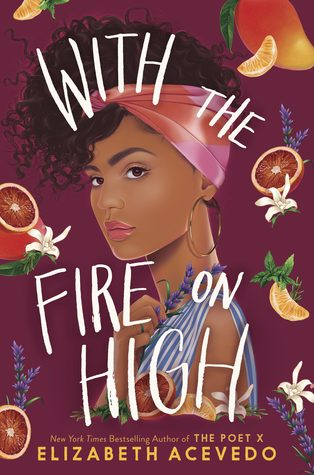 WITH THE
FIRE ON
HIGH
New York Times Bestselling Author of THE POET X
ELIZABETH ACEVEDO